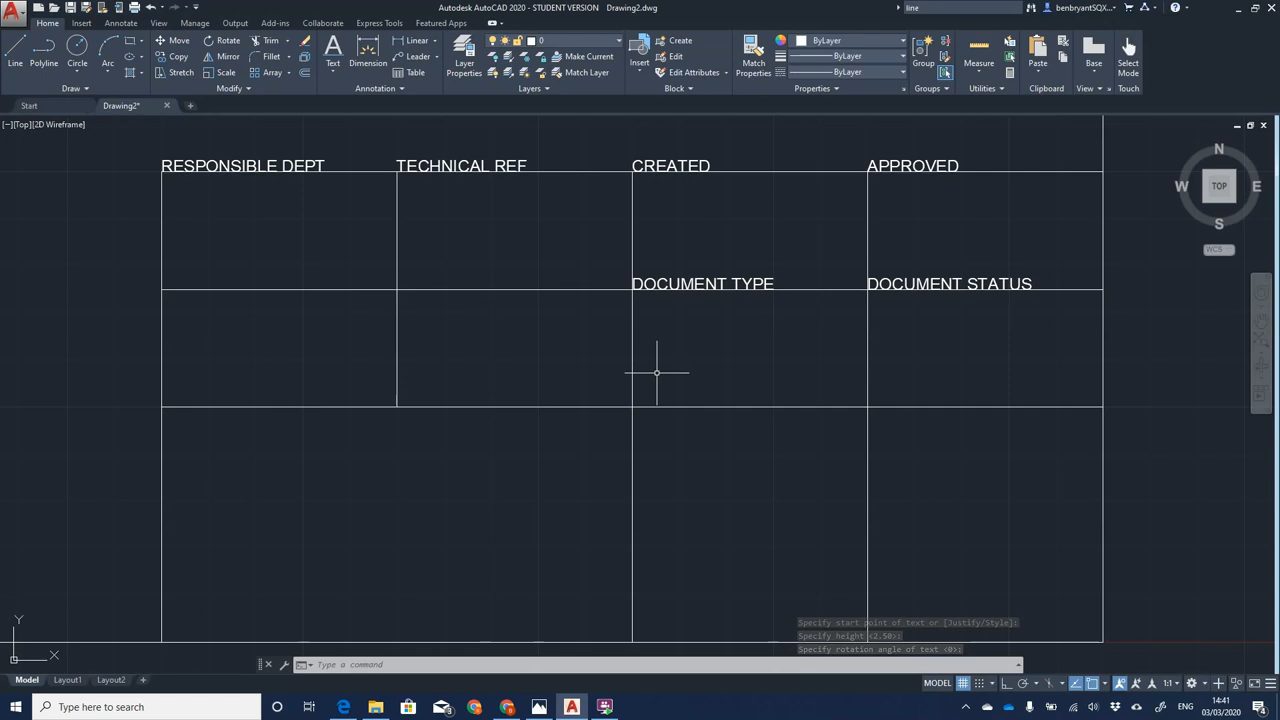 Autodesk AutoCAD 2020 - STUDENT VERSION Drawing2.dwg
line
benbryantSQX...
Home Insert Annotate View Manage Output Add-ins Collaborate Express Tools Featured Apps
Line
Polyline
Circle
Arc
Move
Copy
Stretch
Rotate
Mirror
Scale
Trim
Fillet
Array
Text
Dimension
Linear
Leader
Table
Layer
Properties
0
Make Current
Match Layer
Insert
Create
Edit
Edit Attributes
Match
Properties
ByLayer
ByLayer
ByLayer
Group
Measure
Paste
Base
Select
Mode
Draw
Modify
Annotation
Layers
Block
Properties
Groups
Utilities
Clipboard
View
Touch
Start
Drawing2*
[−][Top][2D Wireframe]
N
W TOP E
S
WCS
RESPONSIBLE DEPT TECHNICAL REF CREATED APPROVED
DOCUMENT TYPE DOCUMENT STATUS
Y
X
Specify start point of text or [Justify/Style]:
Specify height <2.50>:
Specify rotation angle of text <0>:
Type a command
Model Layout1 Layout2
MODEL
1:1
Type here to search
ENG
14:41
03/03/2020